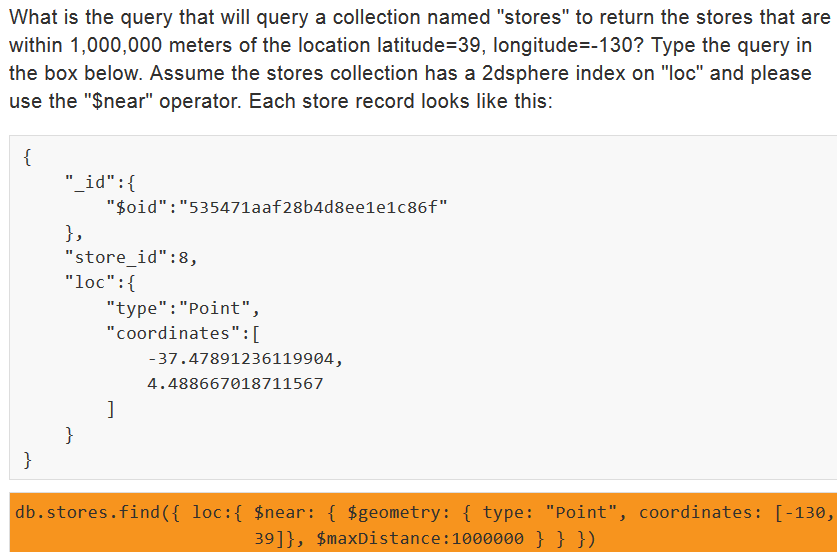 What is the query that will query a collection named "stores" to return the stores that are
within 1,000,000 meters of the location latitude=39, longitude=-130? Type the query in
the box below. Assume the stores collection has a 2dsphere index on "loc" and please
use the "$near" operator. Each store record looks like this:
{
"_id":{
"$oid":"535471aaf28b4d8ee1e1c86f"
},
"store_id":8,
"loc":{
"type":"Point",
"coordinates":[
-37.47891236119904,
4.488667018711567
]
}
}
db.stores.find({ loc:{ $near: { $geometry: { type: "Point", coordinates: [-130,
39]}, $maxDistance:1000000 } } })